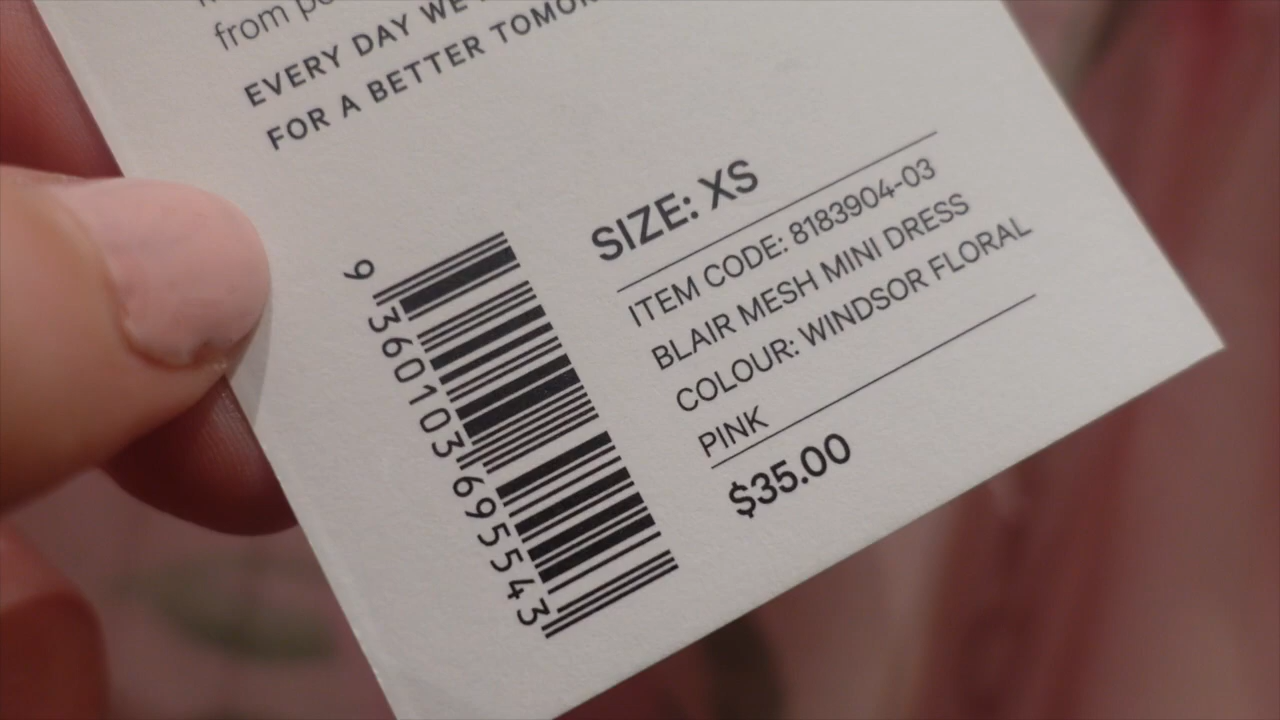 from
EVERY DAY WE
FOR A BETTER
SIZE: XS
ITEM CODE: 8183904-03
BLAIR MESH MINI DRESS
COLOUR: WINDSOR FLORAL
PINK
$35.00
9 360103 695543